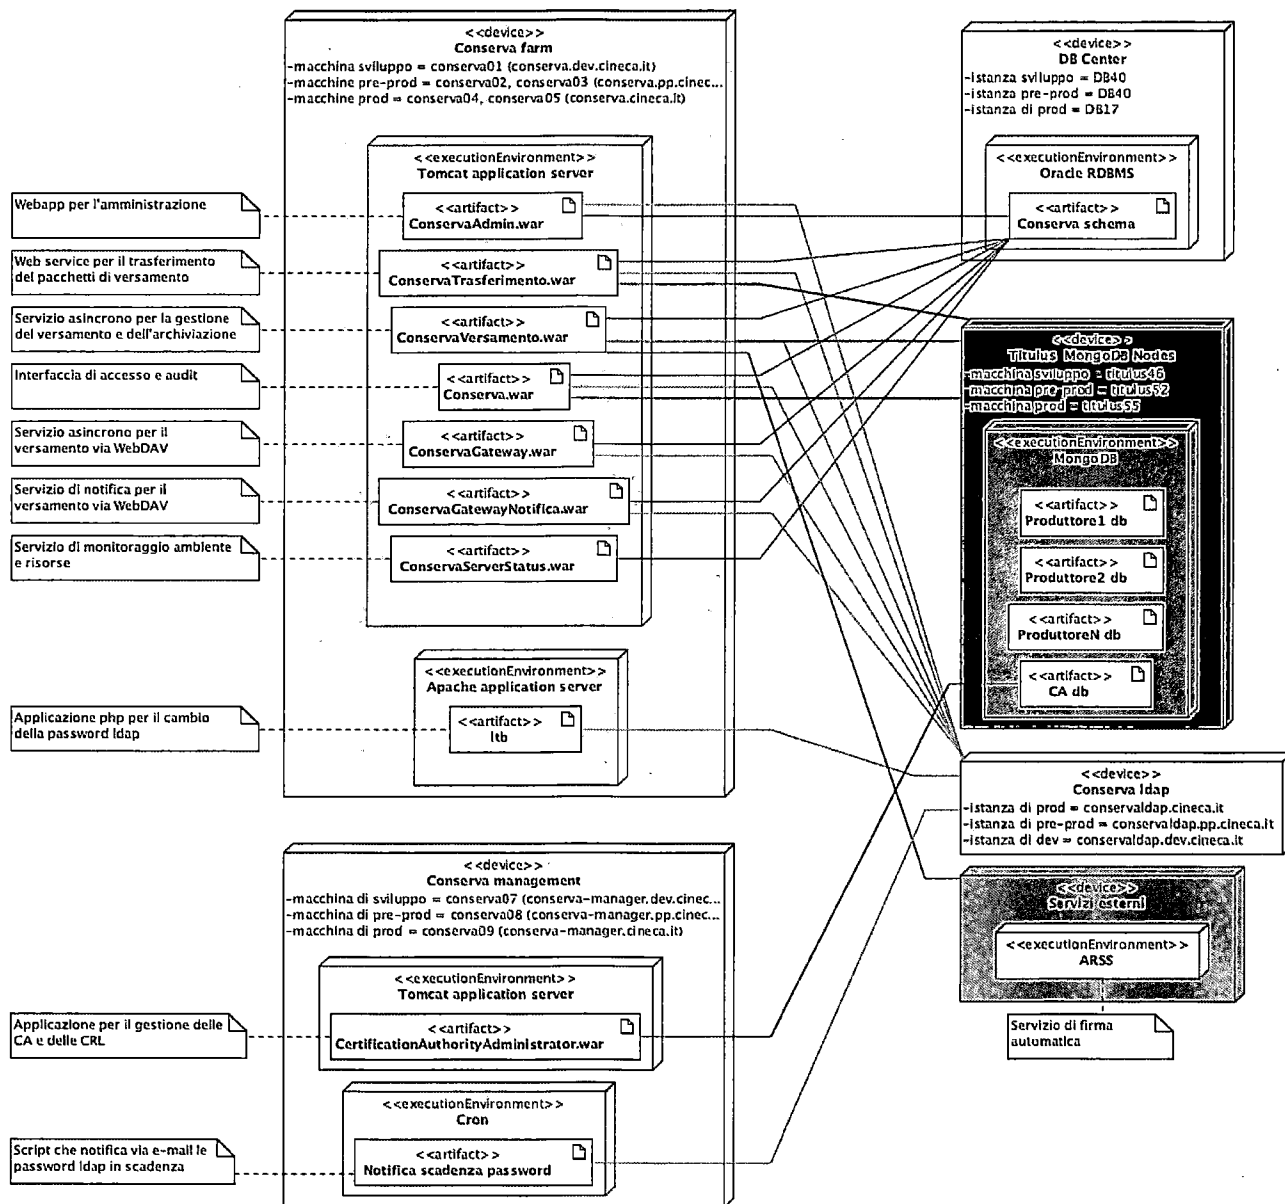 <<device>>
Conserva farm
-macchina sviluppo = conserva01 (conserva.dev.cineca.it)
-macchine pre-prod = conserva02, conserva03 (conserva.pp.cinec...
-macchine prod = conserva04, conserva05 (conserva.cineca.it)
<<executionEnvironment>>
Tomcat application server
<<artifact>>
ConservaAdmin.war
<<artifact>>
ConservaTrasferimento.war
<<artifact>>
ConservaVersamento.war
<<artifact>>
Conserva.war
<<artifact>>
ConservaGateway.war
<<artifact>>
ConservaGatewayNotifica.war
<<artifact>>
ConservaServerStatus.war
<<executionEnvironment>>
Apache application server
<<artifact>>
ltb
Webapp per l'amministrazione
Web service per il trasferimento
del pacchetti di versamento
Servizio asincrono per la gestione
del versamento e dell'archiviazione
Interfaccia di accesso e audit
Servizio asincrono per il
versamento via WebDAV
Servizio di notifica per il
versamento via WebDAV
Servizio di monitoraggio ambiente
e risorse
Applicazione php per il cambio
della password ldap
<<device>>
DB Center
-istanza sviluppo = DB40
-istanza pre-prod = DB40
-istanza di prod = DB17
<<executionEnvironment>>
Oracle RDBMS
<<artifact>>
Conserva schema
<<device>>
Titulus MongoDB Nodes
-macchina sviluppo = titulus46
-macchina pre-prod = titulus52
-macchina prod = titulus55
<<executionEnvironment>>
MongoDB
<<artifact>>
Produttore1 db
<<artifact>>
Produttore2 db
<<artifact>>
ProduttoreN db
<<artifact>>
CA db
<<device>>
Conserva ldap
-istanza di prod = conservaldap.cineca.it
-istanza di pre-prod = conservaldap.pp.cineca.it
-istanza di dev = conservaldap.dev.cineca.it
<<device>>
Servizi esterni
<<executionEnvironment>>
ARSS
Servizio di firma
automatica
<<device>>
Conserva management
-macchina di sviluppo = conserva07 (conserva-manager.dev.cinec...
-macchina di pre-prod = conserva08 (conserva-manager.pp.cinec...
-macchina di prod = conserva09 (conserva-manager.cineca.it)
<<executionEnvironment>>
Tomcat application server
<<artifact>>
CertificationAuthorityAdministrator.war
<<executionEnvironment>>
Cron
<<artifact>>
Notifica scadenza password
Applicazione per il gestione delle
CA e delle CRL
Script che notifica via e-mail le
password ldap in scadenza